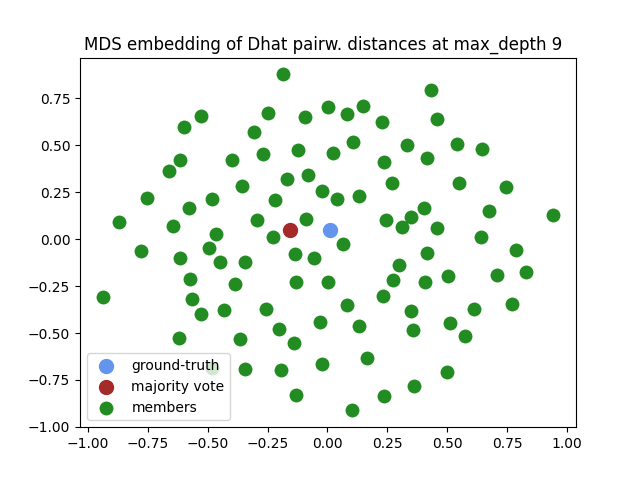 MDS embedding of Dhat pairw. distances at max_depth 9
0.75
0.50
0.25
0.00
−0.25
−0.50
−0.75
−1.00
−1.00 −0.75 −0.50 −0.25 0.00 0.25 0.50 0.75 1.00
ground-truth
majority vote
members